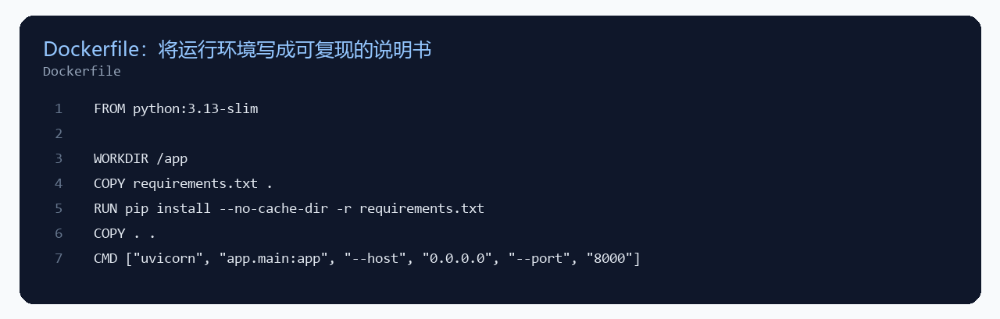 Dockerfile：将运行环境写成可复现的说明书
Dockerfile
1 FROM python:3.13-slim
2
3 WORKDIR /app
4 COPY requirements.txt .
5 RUN pip install --no-cache-dir -r requirements.txt
6 COPY . .
7 CMD ["uvicorn", "app.main:app", "--host", "0.0.0.0", "--port", "8000"]